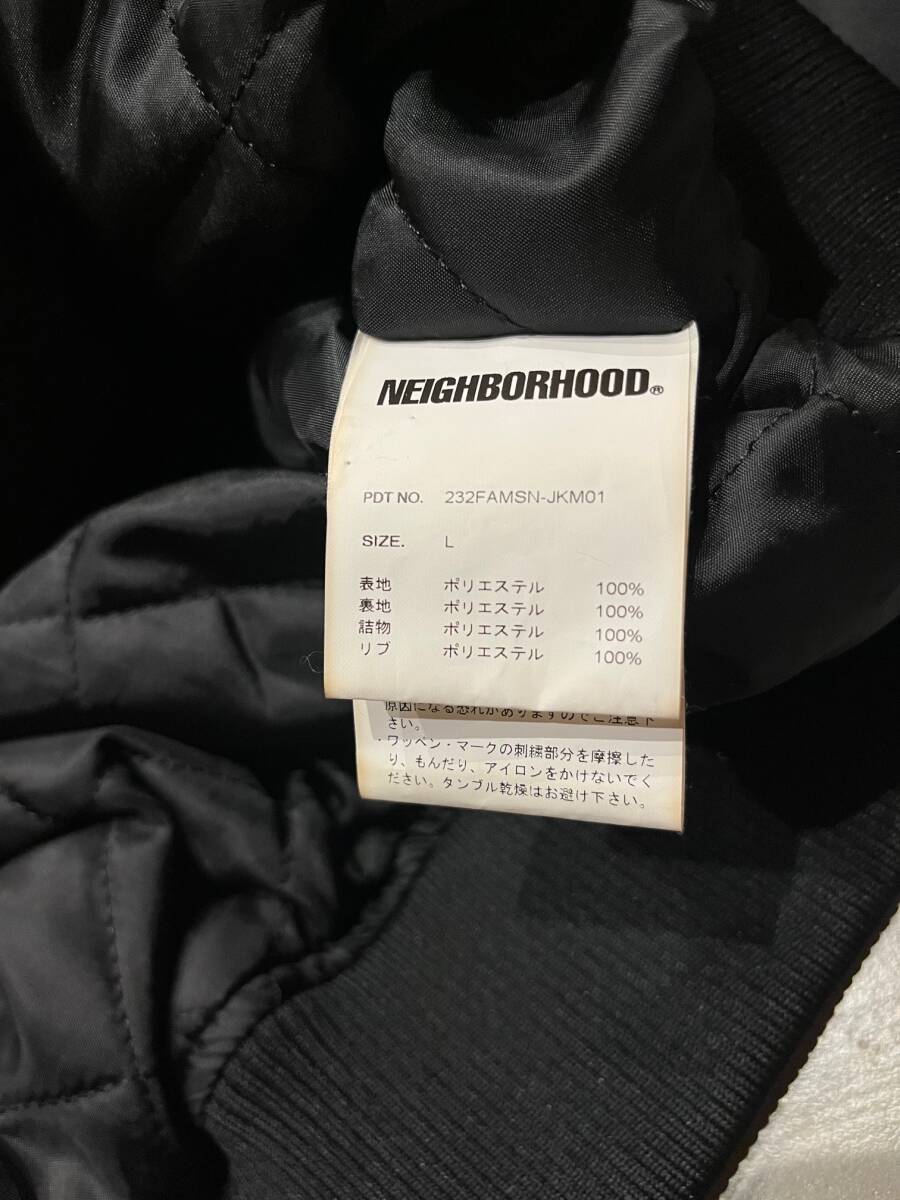 NEIGHBORHOOD®
PDT NO. 232FAMSN-JKM01
SIZE. L
表地 ポリエステル 100%
裏地 ポリエステル 100%
詰物 ポリエステル 100%
リブ ポリエステル 100%
原因になる恐れがありますのでご注意下
さい。
・ワッペン・マークの刺繍部分を摩擦した
り、もんだり、アイロンをかけないでく
ださい。タンブル乾燥はお避け下さい。